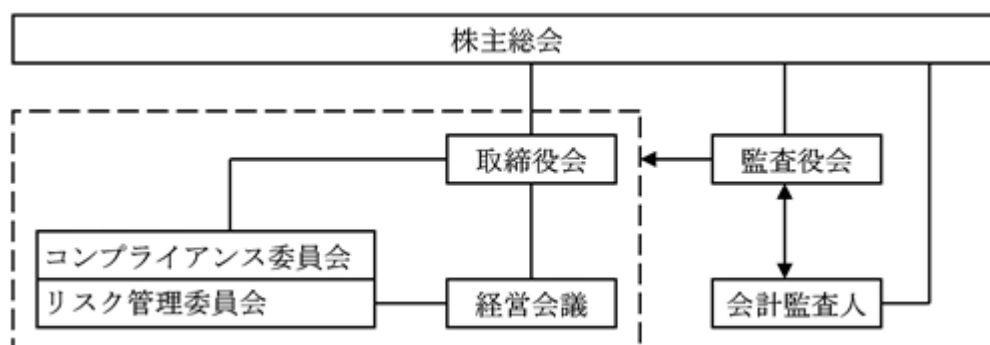 株主総会
取締役会
監査役会
コンプライアンス委員会
リスク管理委員会
経営会議
会計監査人